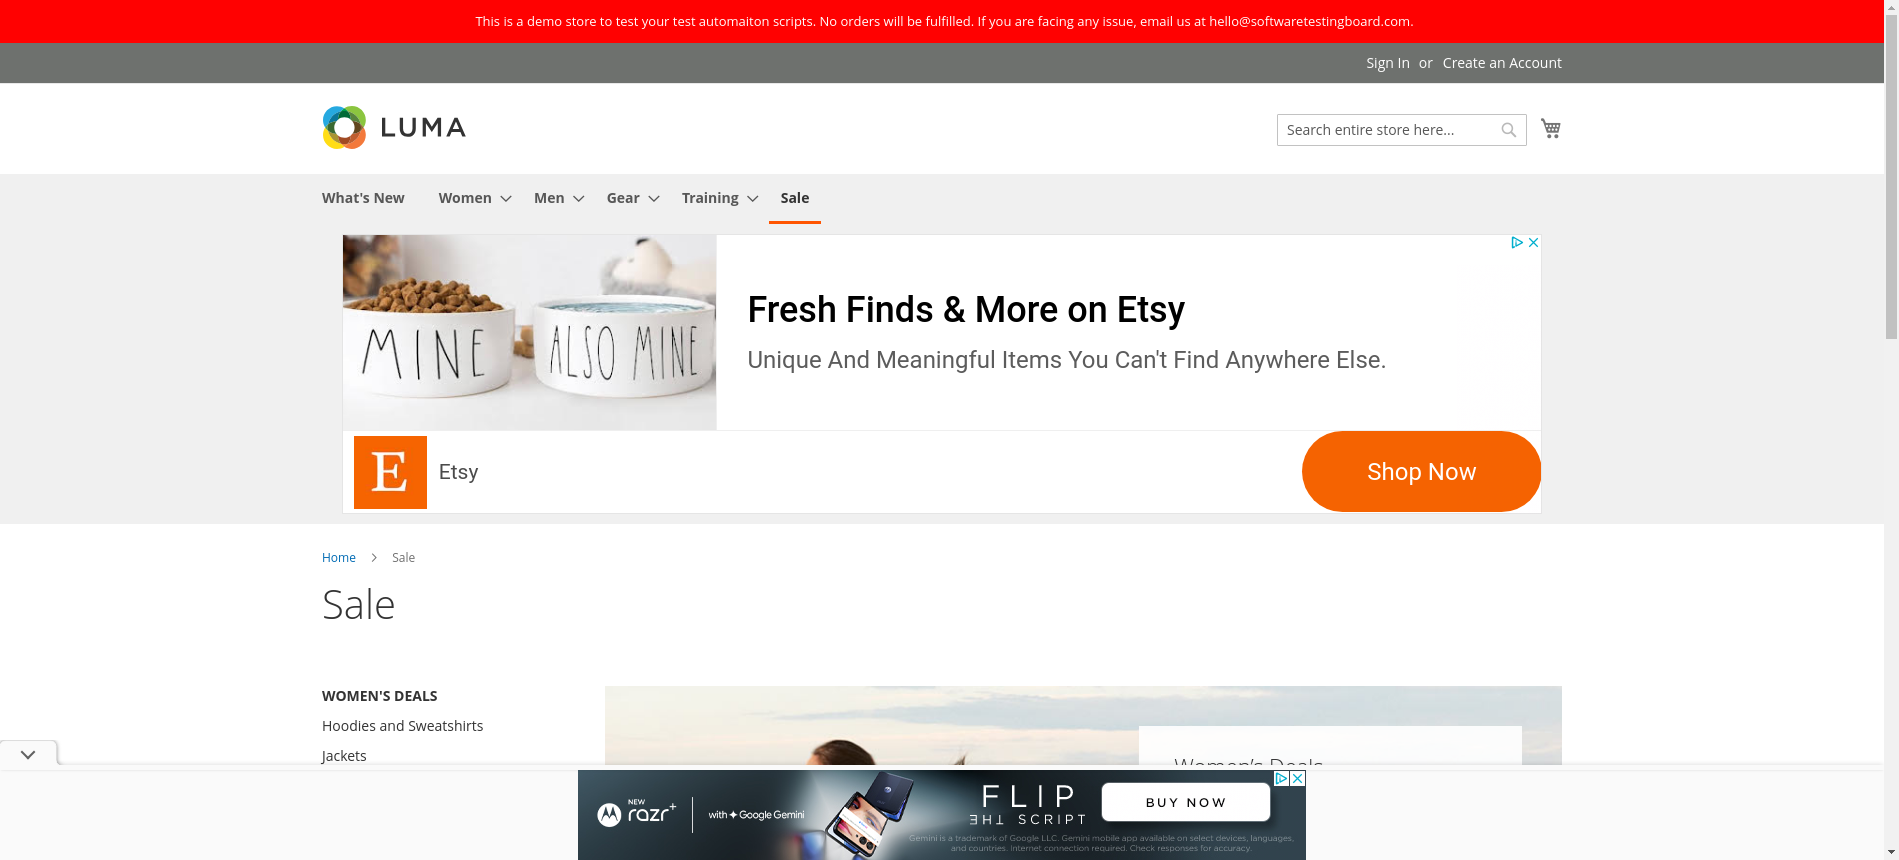 This is a demo store to test your test automaiton scripts. No orders will be fulfilled. If you are facing any issue, email us at hello@softwaretestingboard.com.
Sign In or Create an Account
LUMA
Search entire store here...
What's New
Women
Men
Gear
Training
Sale
MINE
ALSO MINE
Fresh Finds & More on Etsy
Unique And Meaningful Items You Can't Find Anywhere Else.
E
Etsy
Shop Now
Home
Sale
Sale
WOMEN'S DEALS
Hoodies and Sweatshirts
Jackets
Women's Deals
NEW
razr+
with Google Gemini
FLIP
THE SCRIPT
BUY NOW
Gemini is a trademark of Google LLC. Gemini mobile app available on select devices, languages,
and countries. Internet connection required. Check responses for accuracy.